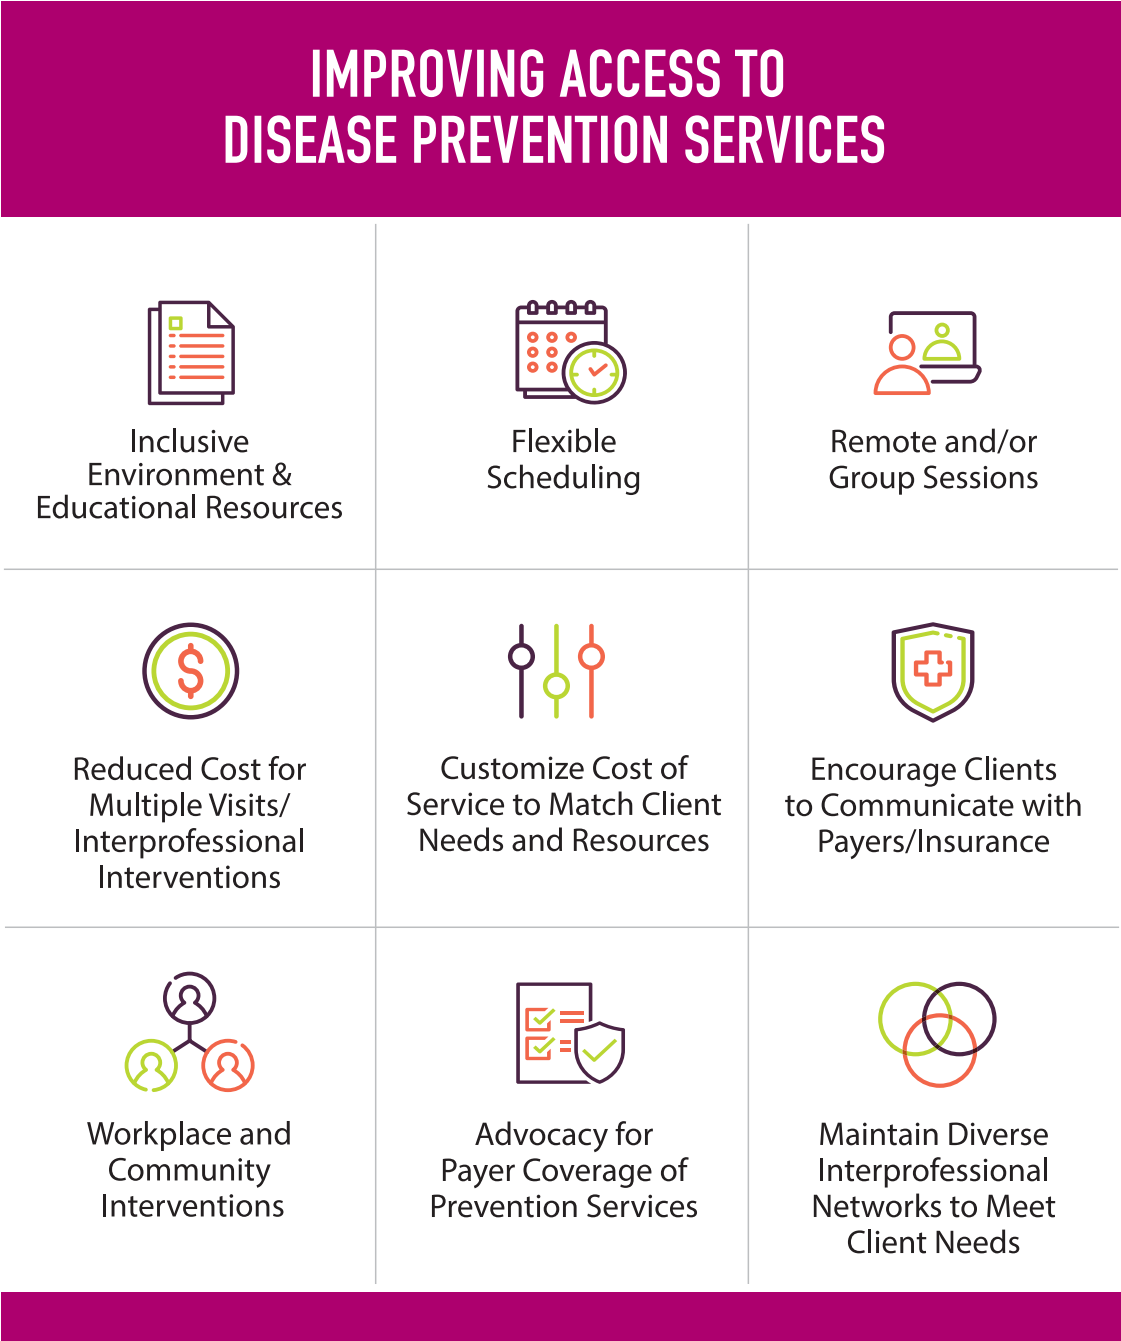 IMPROVING ACCESS TO
DISEASE PREVENTION SERVICES
Inclusive
Environment &
Educational Resources
Flexible
Scheduling
Remote and/or
Group Sessions
Reduced Cost for
Multiple Visits/
Interprofessional
Interventions
Customize Cost of
Service to Match Client
Needs and Resources
Encourage Clients
to Communicate with
Payers/Insurance
Workplace and
Community
Interventions
Advocacy for
Payer Coverage of
Prevention Services
Maintain Diverse
Interprofessional
Networks to Meet
Client Needs